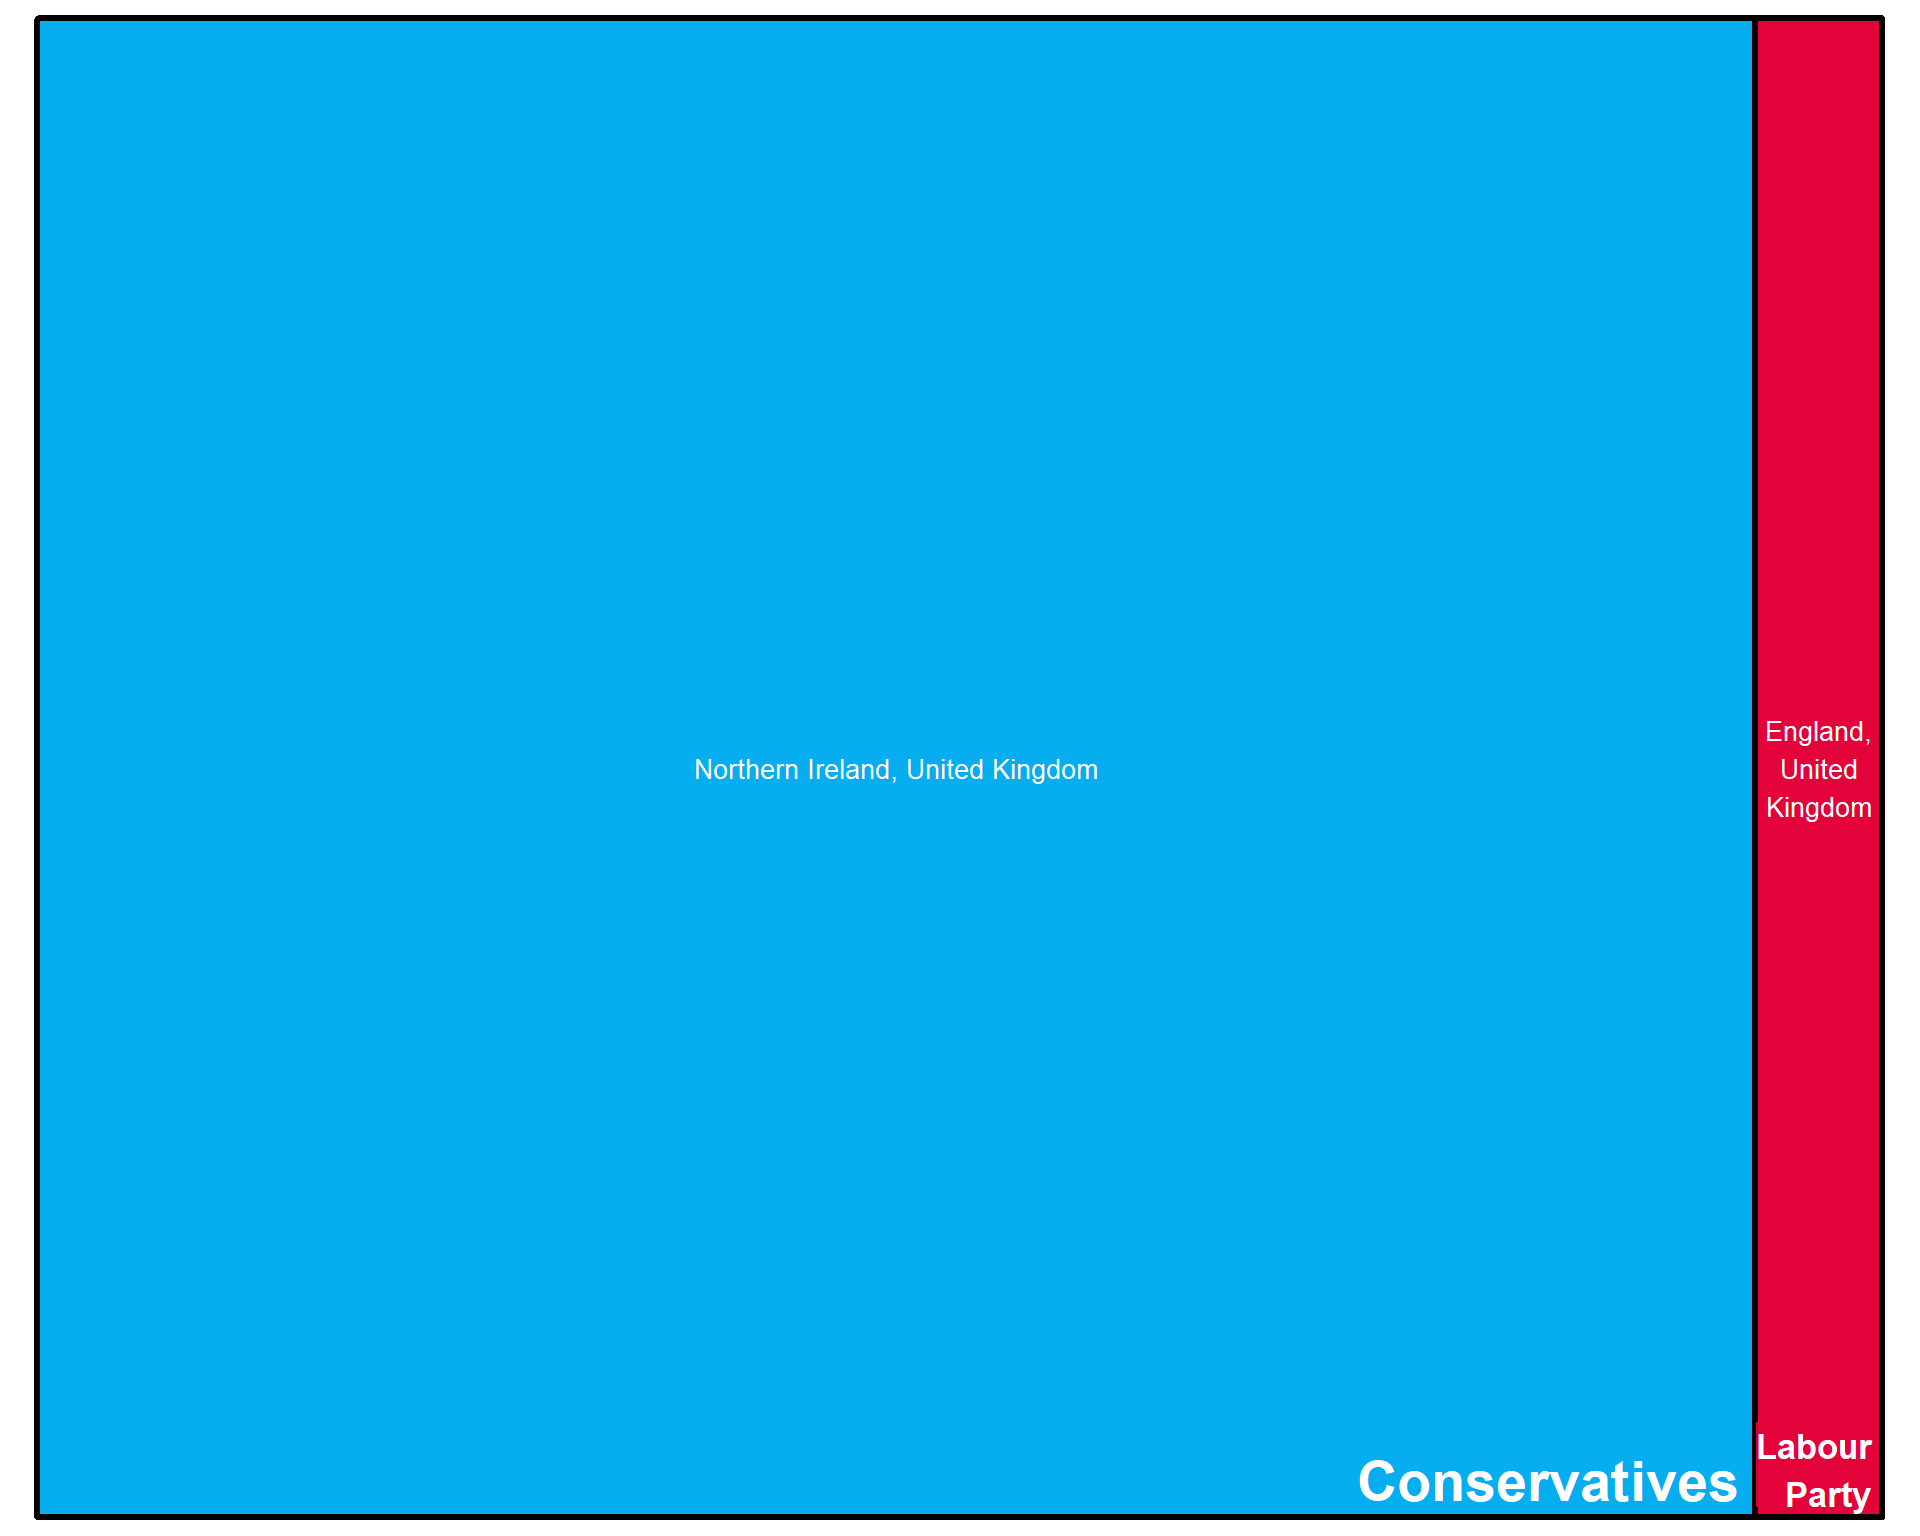 Northern Ireland, United Kingdom
England,
United
Kingdom
Conservatives
Labour
Party